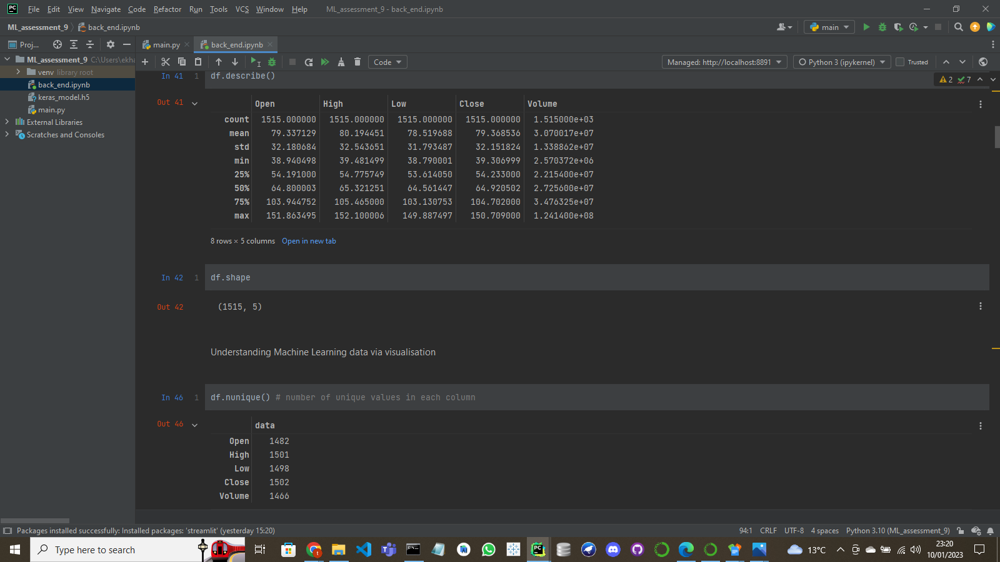 PC File Edit View Navigate Code Refactor Run Tools VCS Window Help ML_assessment_9 - back_end.ipynb
ML_assessment_9 back_end.ipynb main
Proj... main.py back_end.ipynb
ML_assessment_9 C:\Users\ekha
Code Managed: http://localhost:8891 Python 3 (ipykernel) Trusted
venv library root
back_end.ipynb
keras_model.h5
main.py
External Libraries
Scratches and Consoles
In 41 1 df.describe()
2 7
Out 41 Open High Low Close Volume
count 1515.000000 1515.000000 1515.000000 1515.000000 1.515000e+03
mean 79.337129 80.194451 78.519688 79.368536 3.070017e+07
std 32.180684 32.543651 31.793487 32.151824 1.338862e+07
min 38.940498 39.481499 38.790001 39.306999 2.570372e+06
25% 54.191000 54.775749 53.614050 54.233000 2.215400e+07
50% 64.800003 65.321251 64.561447 64.920502 2.725600e+07
75% 103.944752 105.465000 103.130753 104.702000 3.476325e+07
max 151.863495 152.100006 149.887497 150.709000 1.241400e+08
8 rows × 5 columns Open in new tab
In 42 1 df.shape
Out 42 (1515, 5)
Understanding Machine Learning data via visualisation
In 46 1 df.nunique() # number of unique values in each column
Out 46 data
Open 1482
High 1501
Low 1498
Close 1502
Volume 1466
Packages installed successfully: Installed packages: 'streamlit' (yesterday 15:20) 94:1 CRLF UTF-8 4 spaces Python 3.10 (ML_assessment_9)
Type here to search 13°C 23:20
10/01/2023